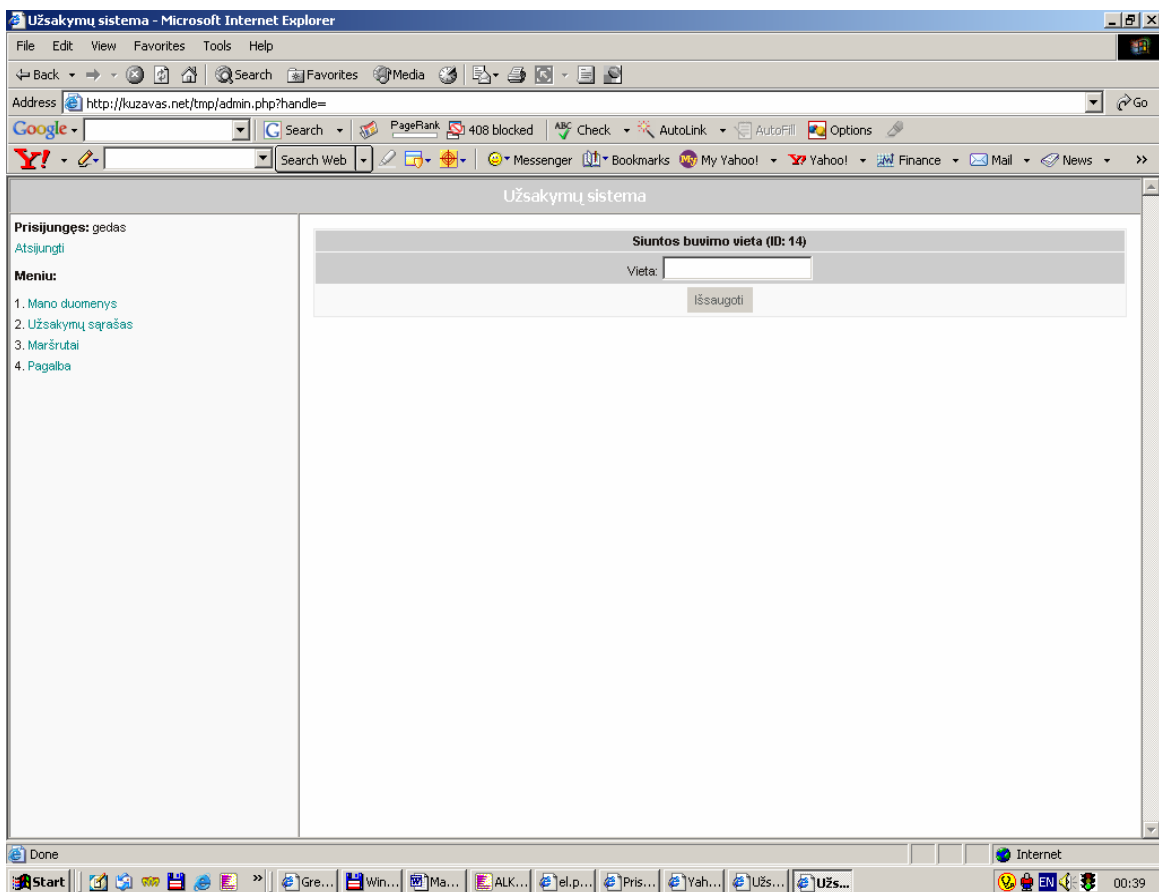 Užsakymų sistema - Microsoft Internet Explorer
File Edit View Favorites Tools Help
Back Search Favorites Media
Address http://kuzavas.net/tmp/admin.php?handle= Go
Google Search PageRank 408 blocked ABC Check AutoLink AutoFill Options
Y! Search Web Messenger Bookmarks My My Yahoo! Y? Yahoo! Finance Mail News »
Užsakymų sistema
Prisijungęs: gedas
Atsijungti
Meniu:
1. Mano duomenys
2. Užsakymų sąrašas
3. Maršrutai
4. Pagalba
Siuntos buvimo vieta (ID: 14)
Vieta:
Išsaugoti
Done Internet
Start » Gre... Win... Ma... ALK... el.p... Pris... Yah... Užs... Užs... EN 00:39